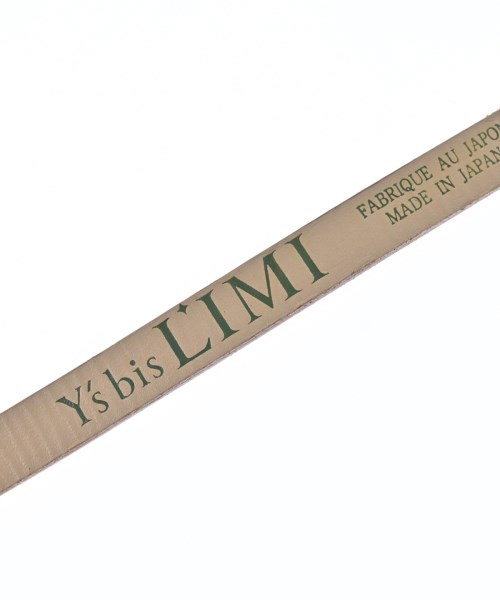 Y's bis LIMI
FABRIQUE AU JAPON
MADE IN JAPAN